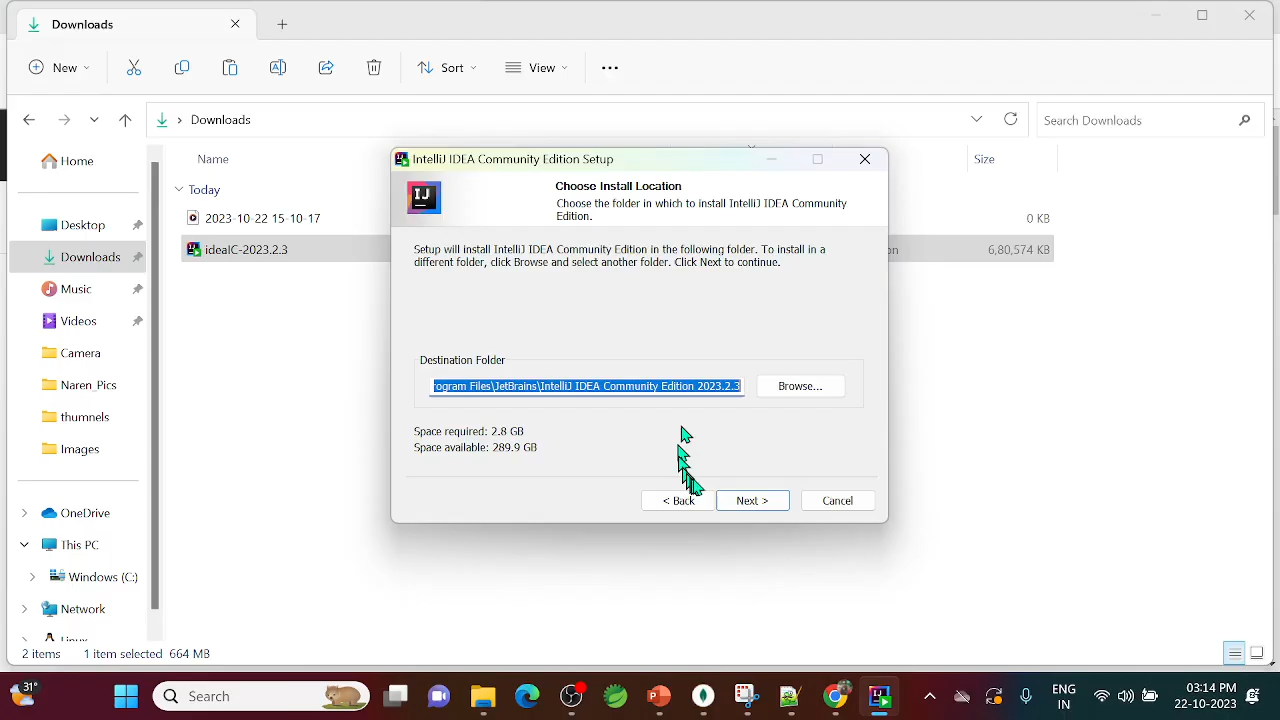 Downloads
New
Sort
View
Downloads
Search Downloads
Home
Desktop
Downloads
Music
Videos
Camera
Naren_Pics
thumnels
Images
OneDrive
This PC
Windows (C:)
Network
Linux
Name
Size
Today
2023-10-22 15-10-17
0 KB
ideaIC-2023.2.3
on
6,80,574 KB
IntelliJ IDEA Community Edition Setup
IJ
Choose Install Location
Choose the folder in which to install IntelliJ IDEA Community
Edition.
Setup will install IntelliJ IDEA Community Edition in the following folder. To install in a
different folder, click Browse and select another folder. Click Next to continue.
Destination Folder
rogram Files\JetBrains\IntelliJ IDEA Community Edition 2023.2.3
Browse...
Space required: 2.8 GB
Space available: 289.9 GB
< Back
Next >
Cancel
2 items
1 item selected 664 MB
31°
Search
ENG
IN
03:14 PM
22-10-2023